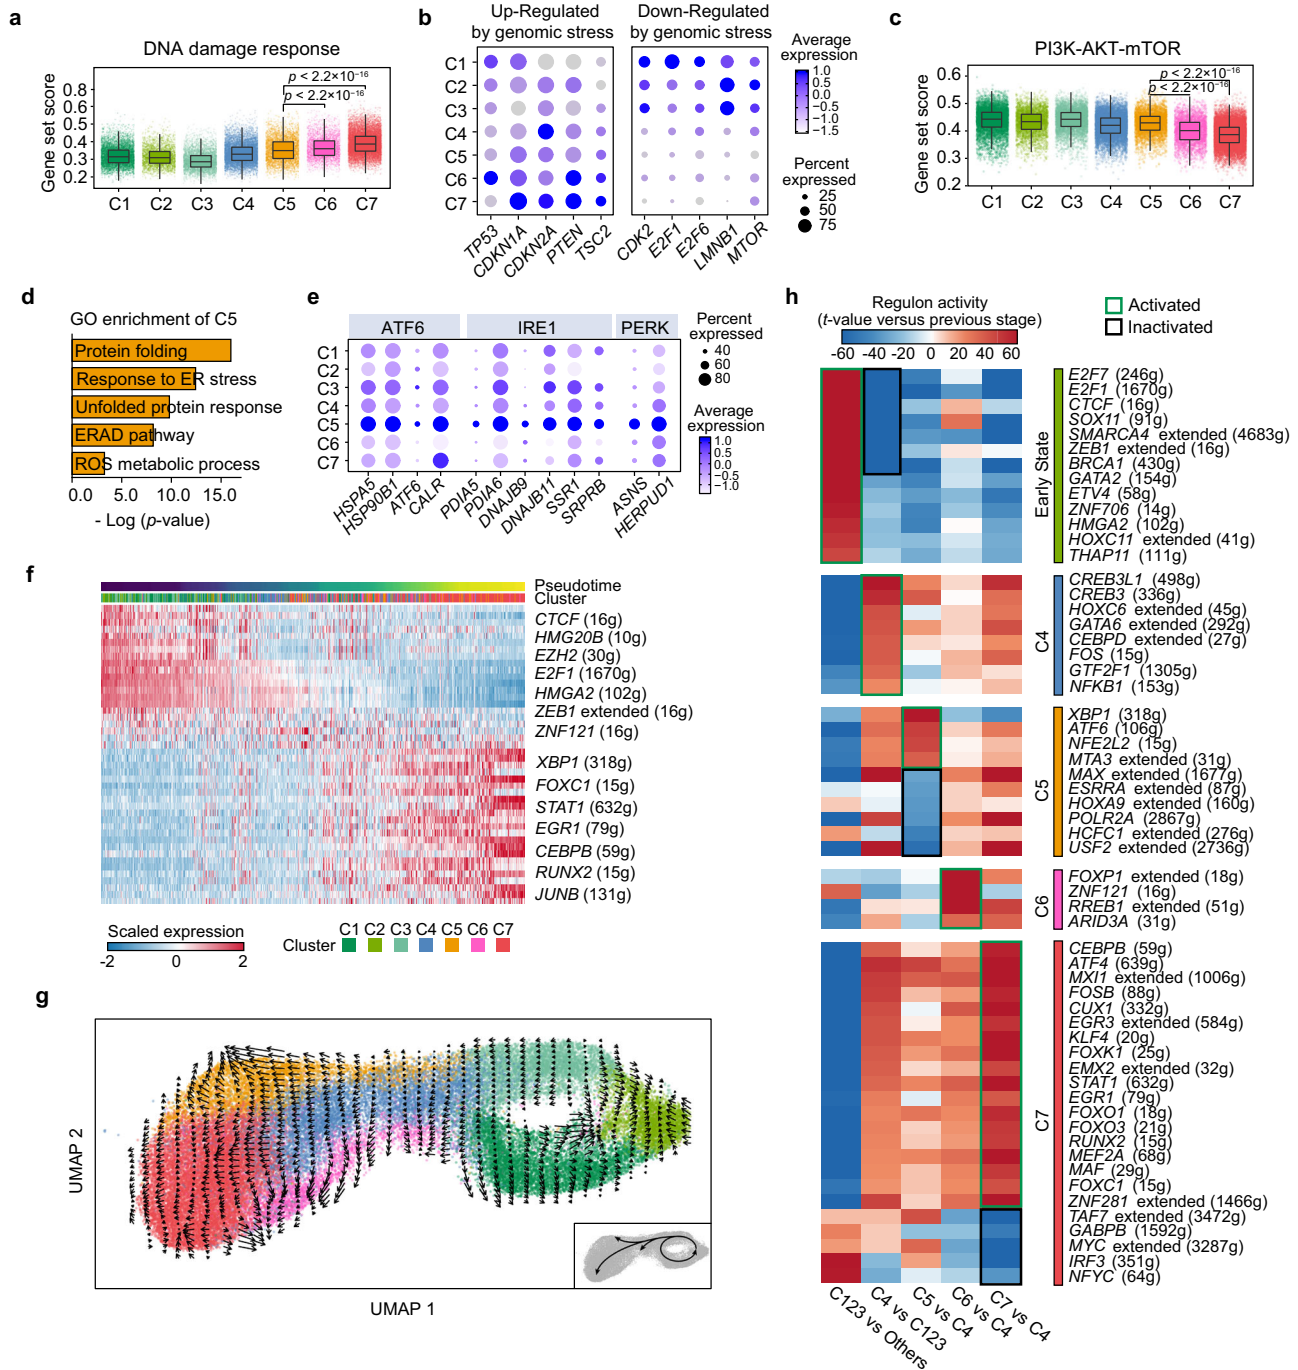 a
DNA damage response
Gene set score
0.8
0.6
0.5
0.4
0.3
0.2
p < 2.2×10⁻¹⁶
p < 2.2×10⁻¹⁶
C1 C2 C3 C4 C5 C6 C7
b
Up-Regulated by genomic stress
Down-Regulated by genomic stress
C1
C2
C3
C4
C5
C6
C7
TP53 CDKN1A CDKN2A PTEN TSC2
CDK2 E2F1 E2F6 LMNB1 MTOR
Average expression
1.0
0.5
0.0
−0.5
−1.0
−1.5
Percent expressed
25
50
75
c
PI3K-AKT-mTOR
Gene set score
0.6
0.5
0.4
0.3
0.2
p < 2.2×10⁻¹⁶
p < 2.2×10⁻¹⁶
C1 C2 C3 C4 C5 C6 C7
d
GO enrichment of C5
Protein folding
Response to ER stress
Unfolded protein response
ERAD pathway
ROS metabolic process
0.0 5.0 10.0 15.0
- Log (p-value)
e
ATF6 IRE1 PERK
C1
C2
C3
C4
C5
C6
C7
HSPA5 HSP90B1 ATF6 CALR PDIA5 PDIA6 DNAJB9 DNAJB11 SSR1 SRPRB ASNS HERPUD1
Percent expressed
40
60
80
Average expression
1.0
0.5
0.0
−0.5
−1.0
f
Pseudotime
Cluster
CTCF (16g)
HMG20B (10g)
EZH2 (30g)
E2F1 (1670g)
HMGA2 (102g)
ZEB1 extended (16g)
ZNF121 (16g)
XBP1 (318g)
FOXC1 (15g)
STAT1 (632g)
EGR1 (79g)
CEBPB (59g)
RUNX2 (15g)
JUNB (131g)
Scaled expression
-2 0 2
C1 C2 C3 C4 C5 C6 C7
Cluster
g
UMAP 2
UMAP 1
h
Regulon activity
(t-value versus previous stage)
-60 -40 -20 0 20 40 60
Activated
Inactivated
Early State
E2F7 (246g)
E2F1 (1670g)
CTCF (16g)
SOX11 (91g)
SMARCA4 extended (4683g)
ZEB1 extended (16g)
BRCA1 (430g)
GATA2 (154g)
ETV4 (58g)
ZNF706 (14g)
HMGA2 (102g)
HOXC11 extended (41g)
THAP11 (111g)
C4
CREB3L1 (498g)
CREB3 (336g)
HOXC6 extended (45g)
GATA6 extended (292g)
CEBPD extended (27g)
FOS (15g)
GTF2F1 (1305g)
NFKB1 (153g)
C5
XBP1 (318g)
ATF6 (106g)
NFE2L2 (15g)
MTA3 extended (31g)
MAX extended (1677g)
ESRRA extended (87g)
HOXA9 extended (160g)
POLR2A (2867g)
HCFC1 extended (276g)
USF2 extended (2736g)
C6
FOXP1 extended (18g)
ZNF121 (16g)
RREB1 extended (51g)
ARID3A (31g)
C7
CEBPB (59g)
ATF4 (639g)
MXI1 extended (1006g)
FOSB (88g)
CUX1 (332g)
EGR3 extended (584g)
KLF4 (20g)
FOXK1 (25g)
EMX2 extended (32g)
STAT1 (632g)
EGR1 (79g)
FOXO1 (18g)
FOXO3 (21g)
RUNX2 (15g)
MEF2A (68g)
MAF (29g)
FOXC1 (15g)
ZNF281 extended (1466g)
TAF7 extended (3472g)
GABPB (1592g)
MYC extended (3287g)
IRF3 (351g)
NFYC (64g)
C123 vs Others
C4 vs C123
C5 vs C4
C6 vs C4
C7 vs C4